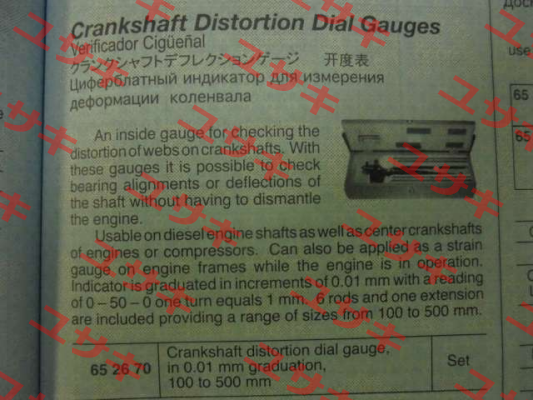 Crankshaft Distortion Dial Gauges
Verificador Cigüeñal
クランクシャフトデフレクションゲージ 开度表
Циферблатный индикатор для измерения
деформации коленвала
An inside gauge for checking the
distortion of webs on crankshafts. With
these gauges it is possible to check
bearing alignments or deflections of
the shaft without having to dismantle
the engine.
Usable on diesel engine shafts as well as center crankshafts
of engines or compressors. Can also be applied as a strain
gauge on engine frames while the engine is in operation.
Indicator is graduated in increments of 0.01 mm with a reading
of 0 – 50 – 0 one turn equals 1 mm. 6 rods and one extension
are included providing a range of sizes from 100 to 500 mm.
65 26 70
Crankshaft distortion dial gauge,
in 0.01 mm graduation,
100 to 500 mm
Set
use
65
65
ユサキ